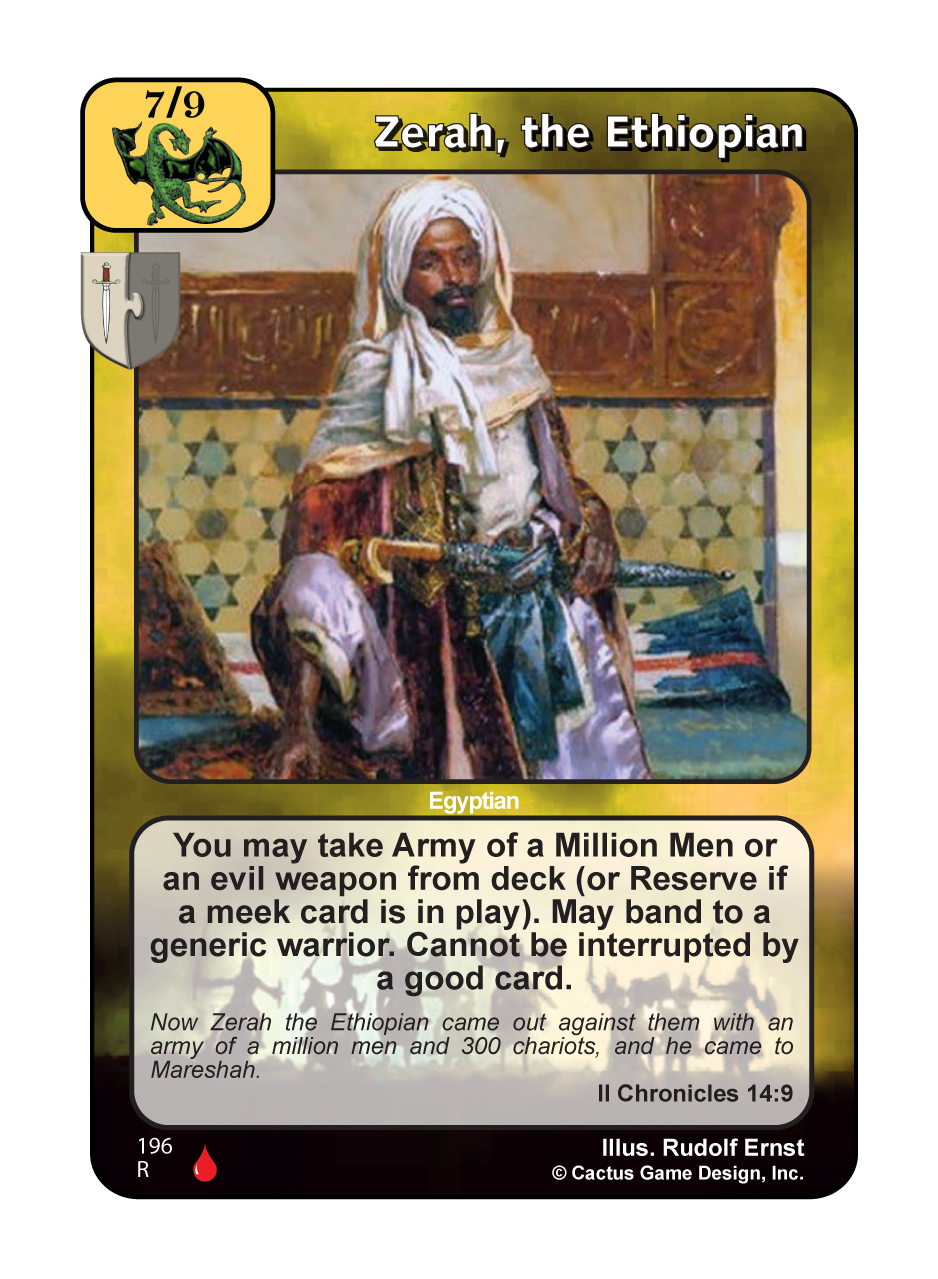 7/9
Zerah, the Ethiopian
Egyptian
You may take Army of a Million Men or
an evil weapon from deck (or Reserve if
a meek card is in play). May band to a
generic warrior. Cannot be interrupted by
a good card.
Now Zerah the Ethiopian came out against them with an
army of a million men and 300 chariots, and he came to
Mareshah.
II Chronicles 14:9
196
R
Illus. Rudolf Ernst
© Cactus Game Design, Inc.